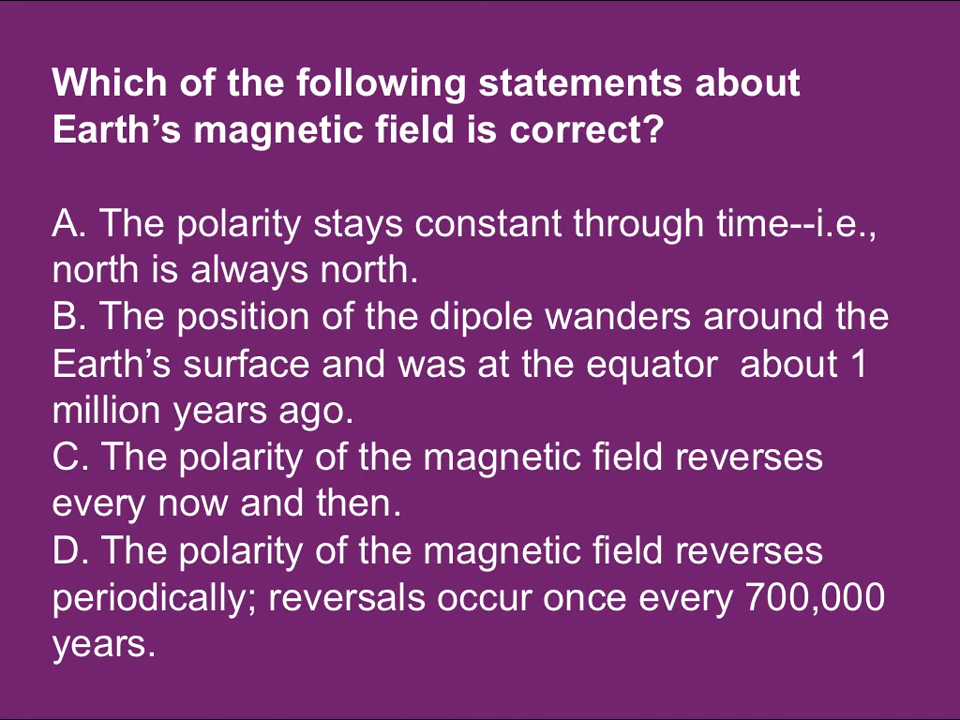 Which of the following statements about
Earth’s magnetic field is correct?
A. The polarity stays constant through time--i.e.,
north is always north.
B. The position of the dipole wanders around the
Earth’s surface and was at the equator  about 1
million years ago.
C. The polarity of the magnetic field reverses
every now and then.
D. The polarity of the magnetic field reverses
periodically; reversals occur once every 700,000
years.